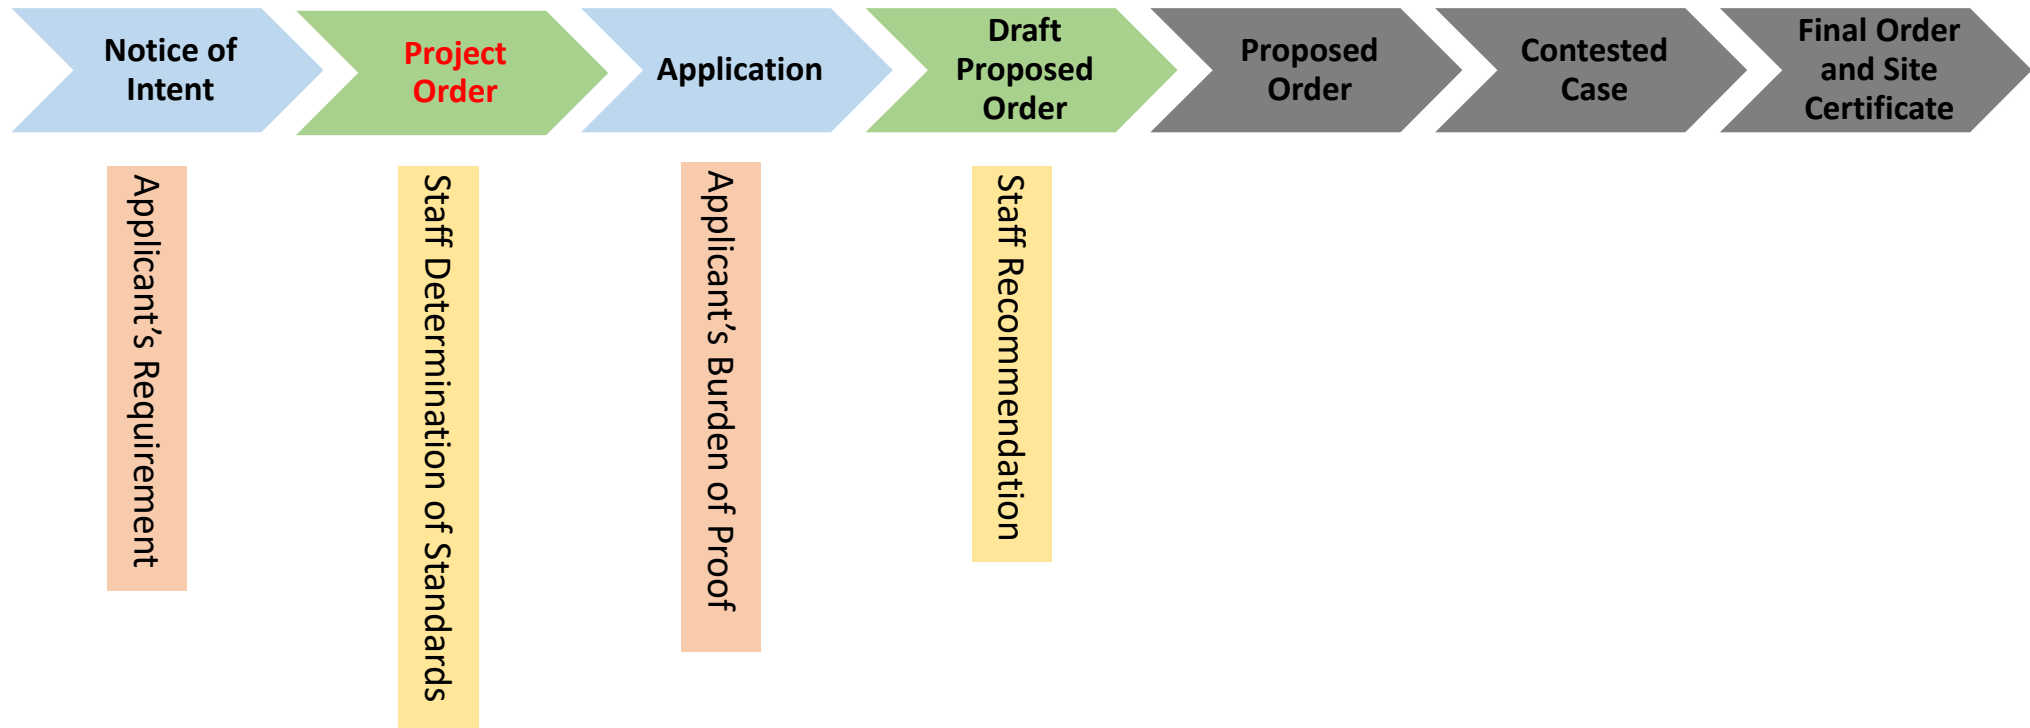 Notice of
Intent
Project
Order
Application
Draft
Proposed
Order
Proposed
Order
Contested
Case
Final Order
and Site
Certificate
Applicant’s Requirement
Staff Determination of Standards
Applicant’s Burden of Proof
Staff Recommendation